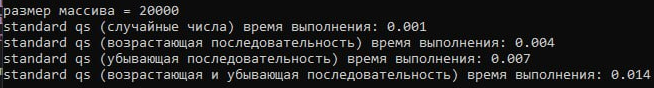 размер массива = 20000
standard qs (случайные числа) время выполнения: 0.001
standard qs (возрастающая последовательность) время выполнения: 0.004
standard qs (убывающая последовательность) время выполнения: 0.007
standard qs (возрастающая и убывающая последовательность) время выполнения: 0.014